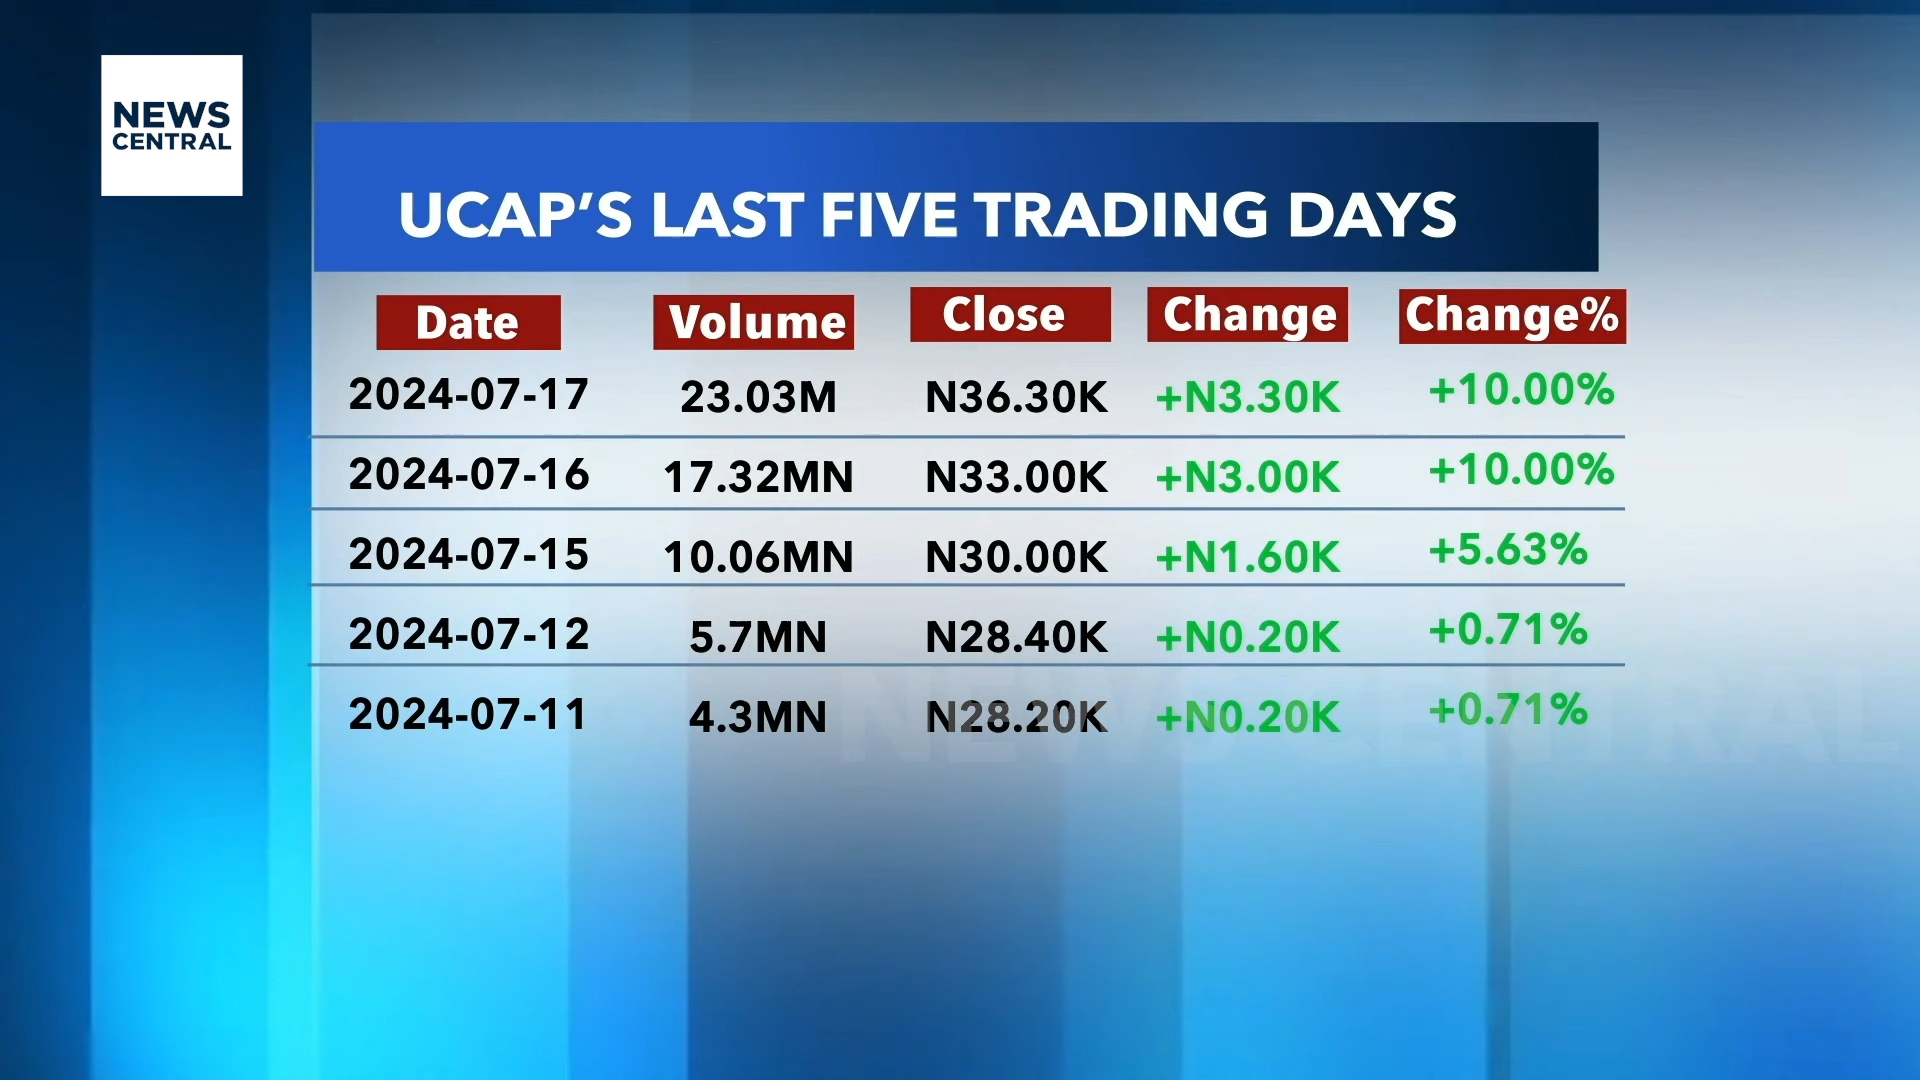 NEWS
CENTRAL
UCAP’S LAST FIVE TRADING DAYS
Date Volume Close Change Change%
2024-07-17 23.03M N36.30K +N3.30K +10.00%
2024-07-16 17.32MN N33.00K +N3.00K +10.00%
2024-07-15 10.06MN N30.00K +N1.60K +5.63%
2024-07-12 5.7MN N28.40K +N0.20K +0.71%
2024-07-11 4.3MN N28.20K +N0.20K +0.71%
NEWS CENTRAL